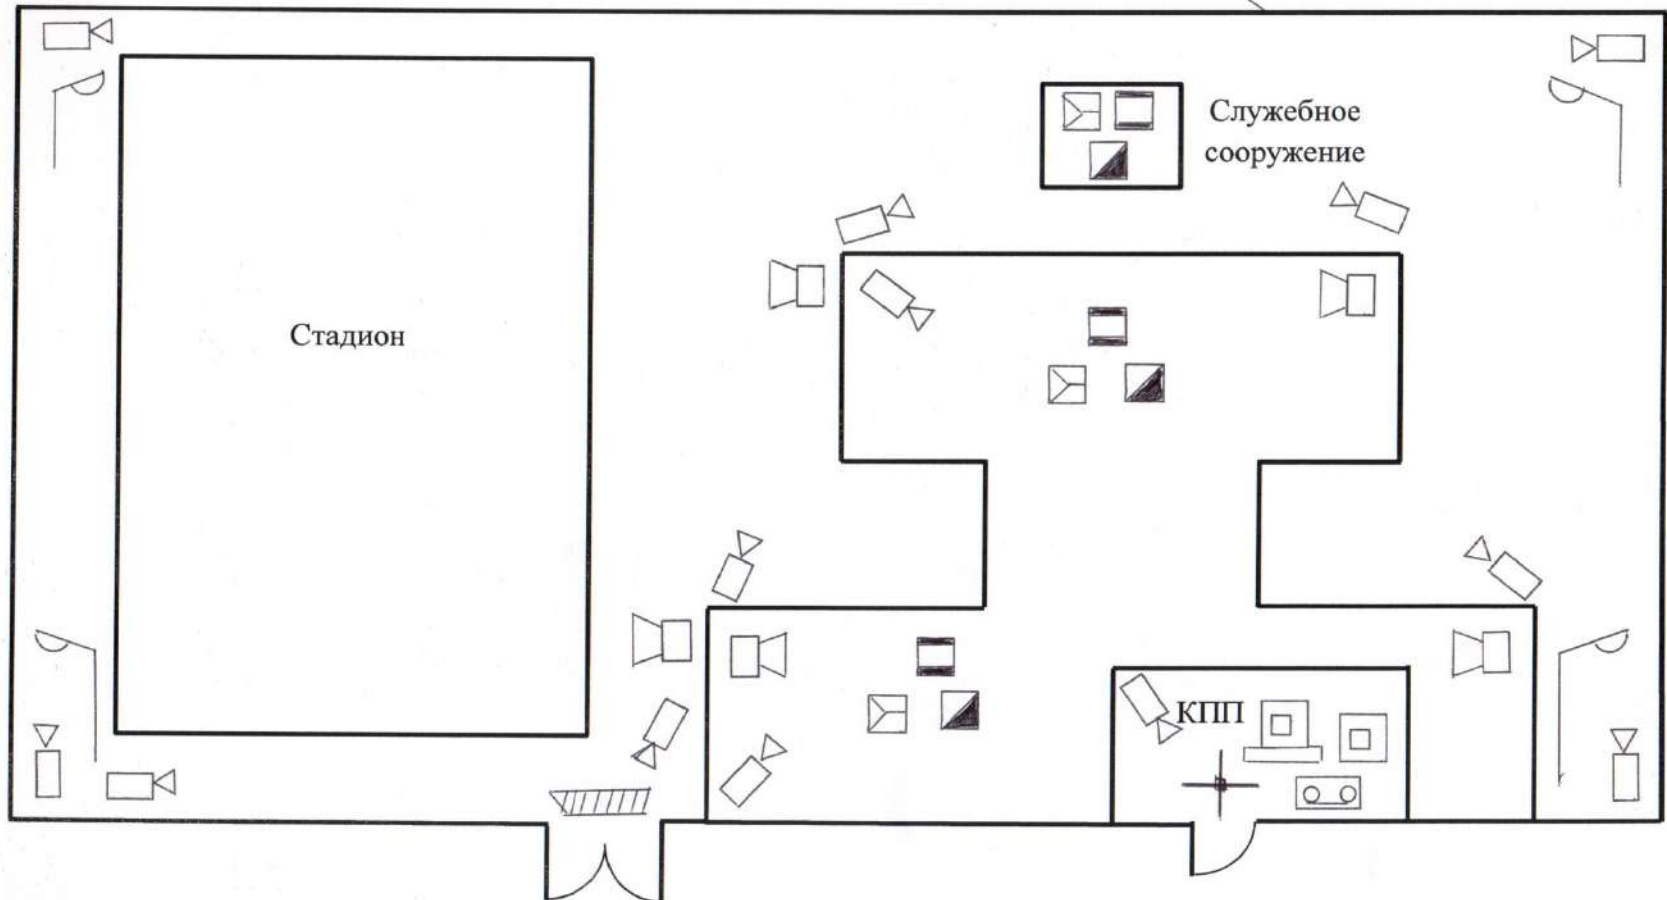 Служебное
сооружение
Стадион
КПП